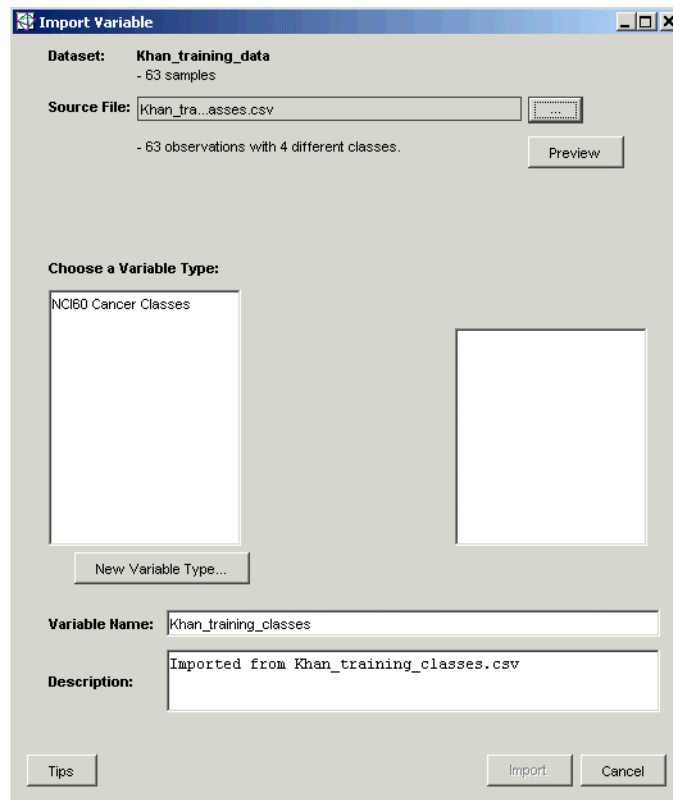 Import Variable
Dataset: Khan_training_data
- 63 samples
Source File: Khan_tra...asses.csv ...
- 63 observations with 4 different classes.
Preview
Choose a Variable Type:
NCI60 Cancer Classes
New Variable Type...
Variable Name: Khan_training_classes
Description: Imported from Khan_training_classes.csv
Tips Import Cancel